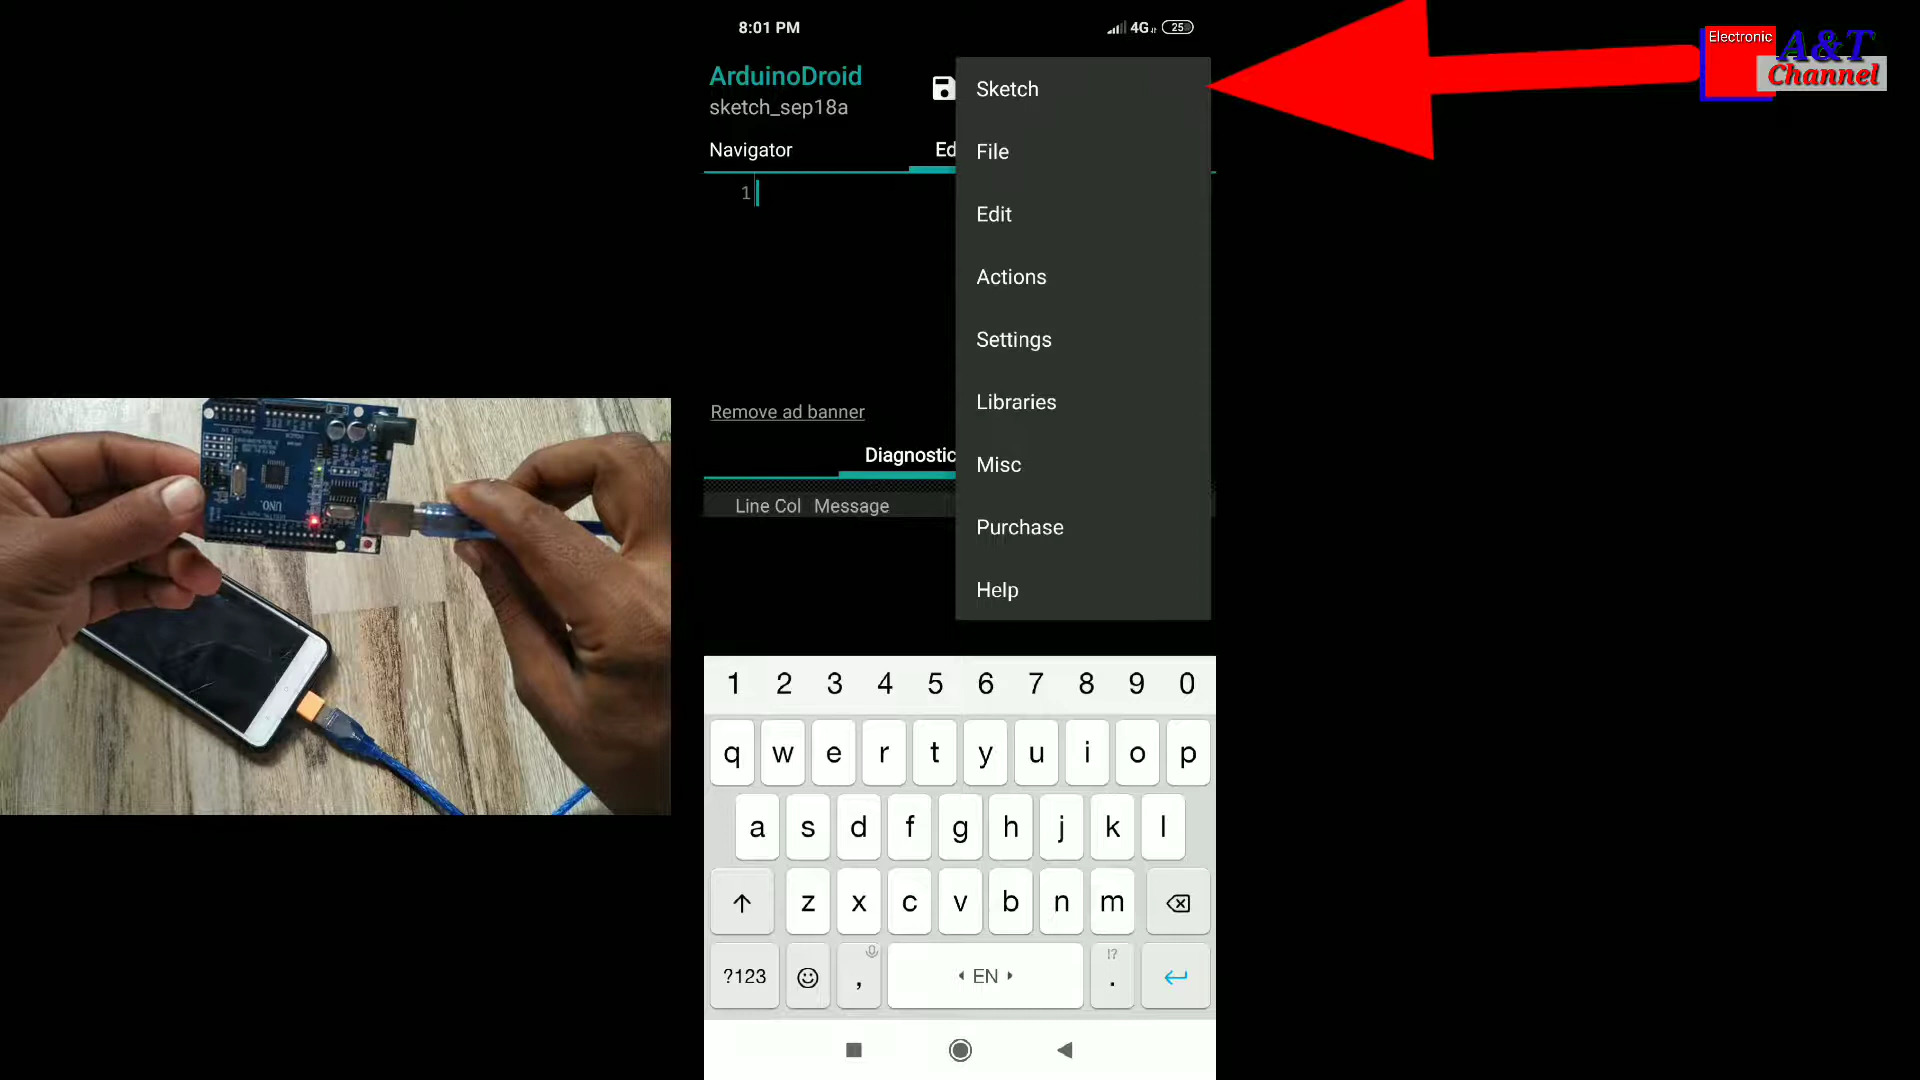 8:01 PM
4G
25
ArduinoDroid
sketch_sep18a
Navigator
Ed
1
Sketch
File
Edit
Actions
Settings
Libraries
Misc
Purchase
Help
Remove ad banner
Diagnostic
Line Col Message
1 2 3 4 5 6 7 8 9 0
q w e r t y u i o p
a s d f g h j k l
z x c v b n m
!?
?123 , EN .
Electronic
A&T
Channel
UNO